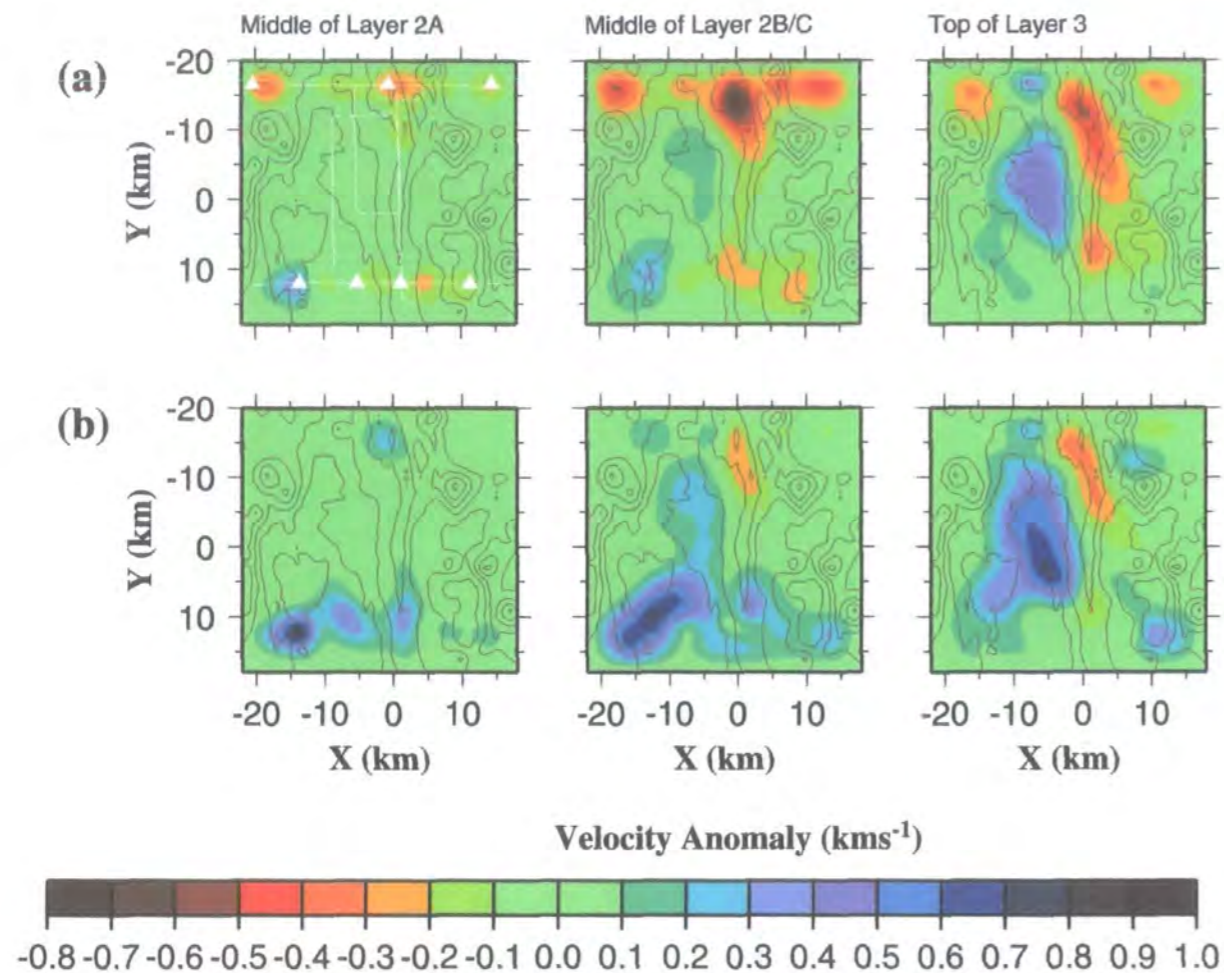 Middle of Layer 2A Middle of Layer 2B/C Top of Layer 3
(a)
-20
-10
0
10
Y (km)
(b)
-20
-10
0
10
Y (km)
-20 -10 0 10 -20 -10 0 10 -20 -10 0 10
X (km) X (km) X (km)
Velocity Anomaly (kms-1)
-0.8 -0.7 -0.6 -0.5 -0.4 -0.3 -0.2 -0.1 0.0 0.1 0.2 0.3 0.4 0.5 0.6 0.7 0.8 0.9 1.0